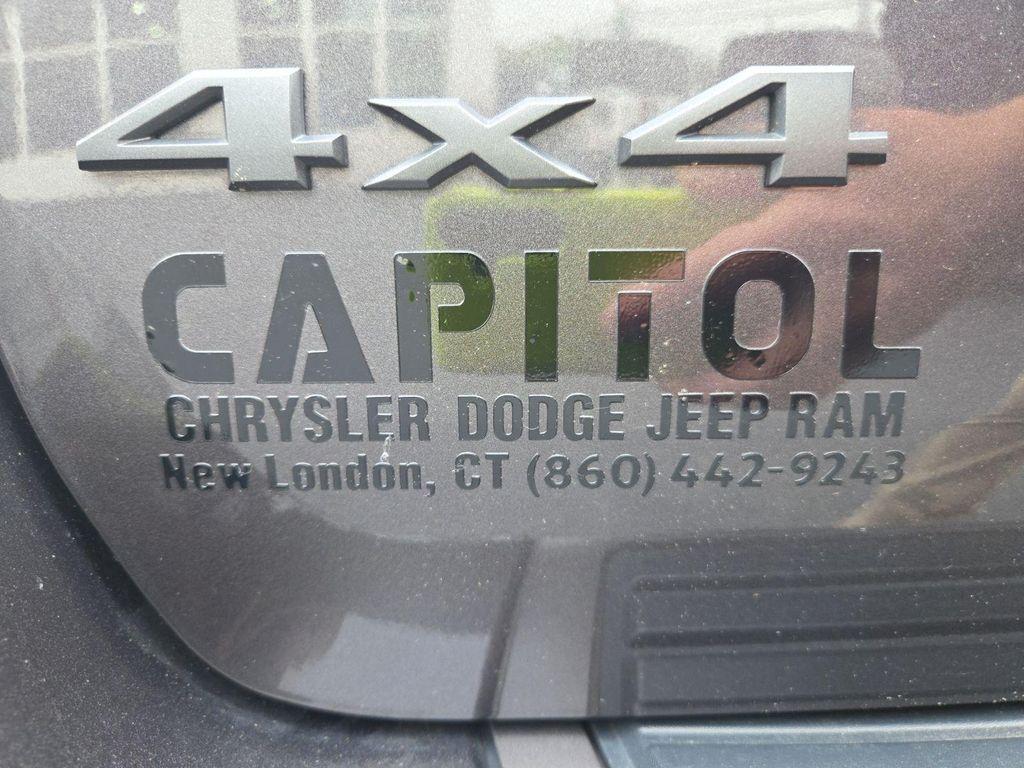 4x4
CAPITOL
CHRYSLER DODGE JEEP RAM
New London, CT (860) 442-9243